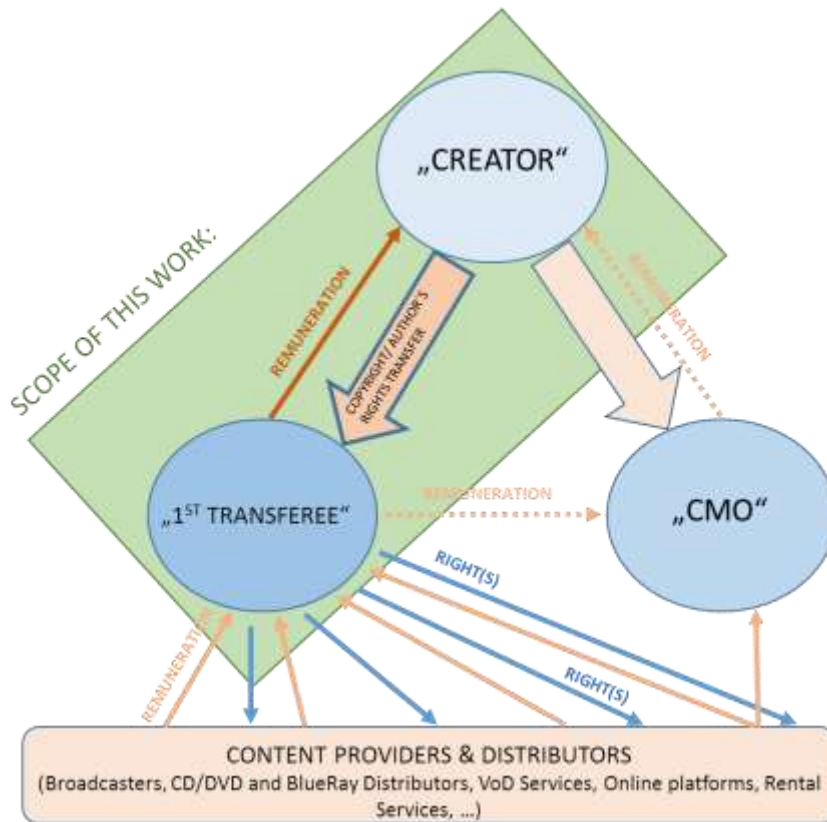 „CREATOR“
SCOPE OF THIS WORK:
REMUNERATION
COPYRIGHT/ AUTHOR'S
RIGHTS TRANSFER
REMUNERATION
„1ST TRANSFEREE“
REMUNERATION
„CMO“
RIGHT(S)
REMUNERATION
RIGHT(S)
CONTENT PROVIDERS & DISTRIBUTORS
(Broadcasters, CD/DVD and BlueRay Distributors, VoD Services, Online platforms, Rental
Services, …)